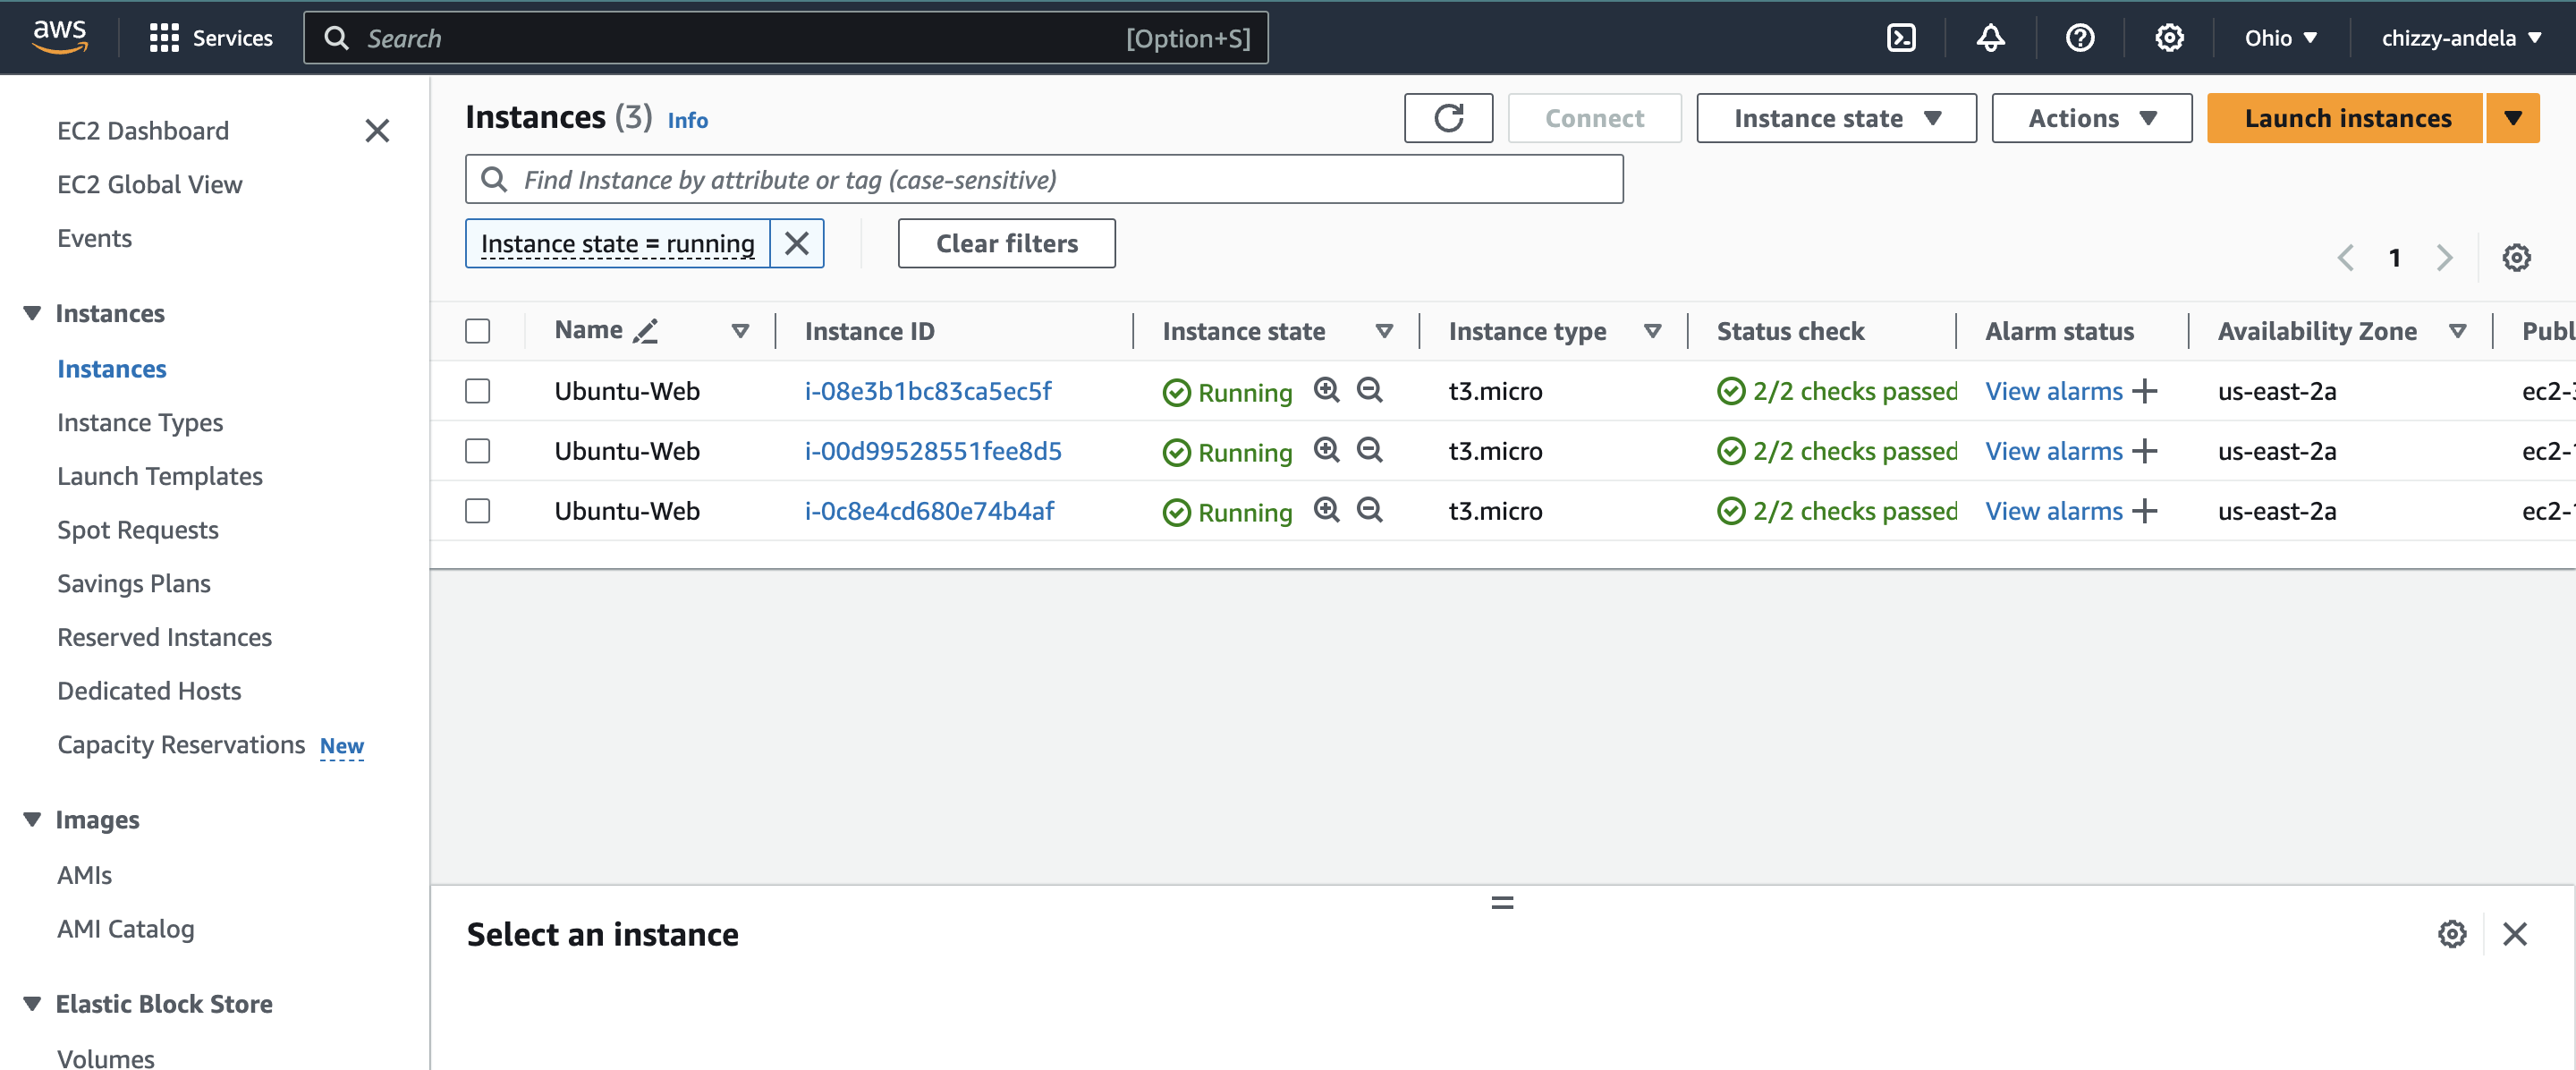 aws Services Search [Option+S] Ohio chizzy-andela
EC2 Dashboard
EC2 Global View
Events
Instances
Instances
Instance Types
Launch Templates
Spot Requests
Savings Plans
Reserved Instances
Dedicated Hosts
Capacity Reservations New
Images
AMIs
AMI Catalog
Elastic Block Store
Volumes
Instances (3) Info Connect Instance state Actions Launch instances
Find Instance by attribute or tag (case-sensitive)
Instance state = running Clear filters 1
Name Instance ID Instance state Instance type Status check Alarm status Availability Zone Publ
Ubuntu-Web i-08e3b1bc83ca5ec5f Running t3.micro 2/2 checks passed View alarms us-east-2a ec2-3
Ubuntu-Web i-00d99528551fee8d5 Running t3.micro 2/2 checks passed View alarms us-east-2a ec2-1
Ubuntu-Web i-0c8e4cd680e74b4af Running t3.micro 2/2 checks passed View alarms us-east-2a ec2-1
Select an instance